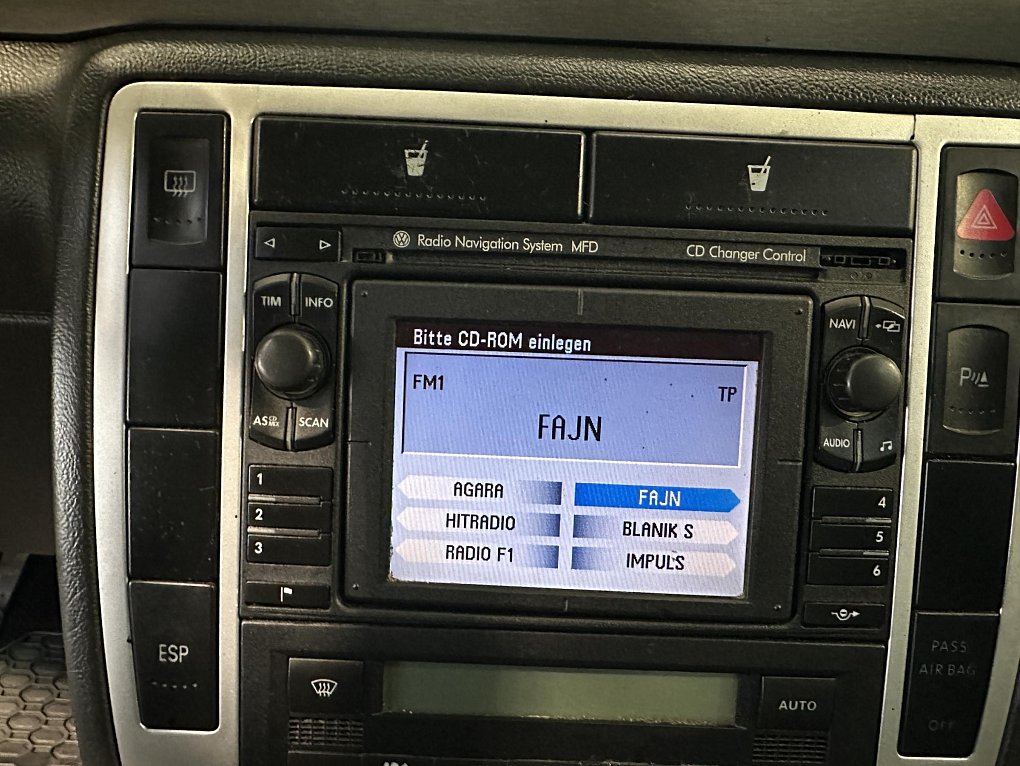 Radio Navigation System MFD
CD Changer Control
TIM INFO
NAVI
Bitte CD-ROM einlegen
FM1
TP
FAJN
AS CD MIX SCAN
AUDIO
P
1
2
3
AGARA
HITRADIO
RADIO F1
FAJN
BLANIK S
IMPULS
4
5
6
ESP
AUTO
PASS
AIR BAG
OFF